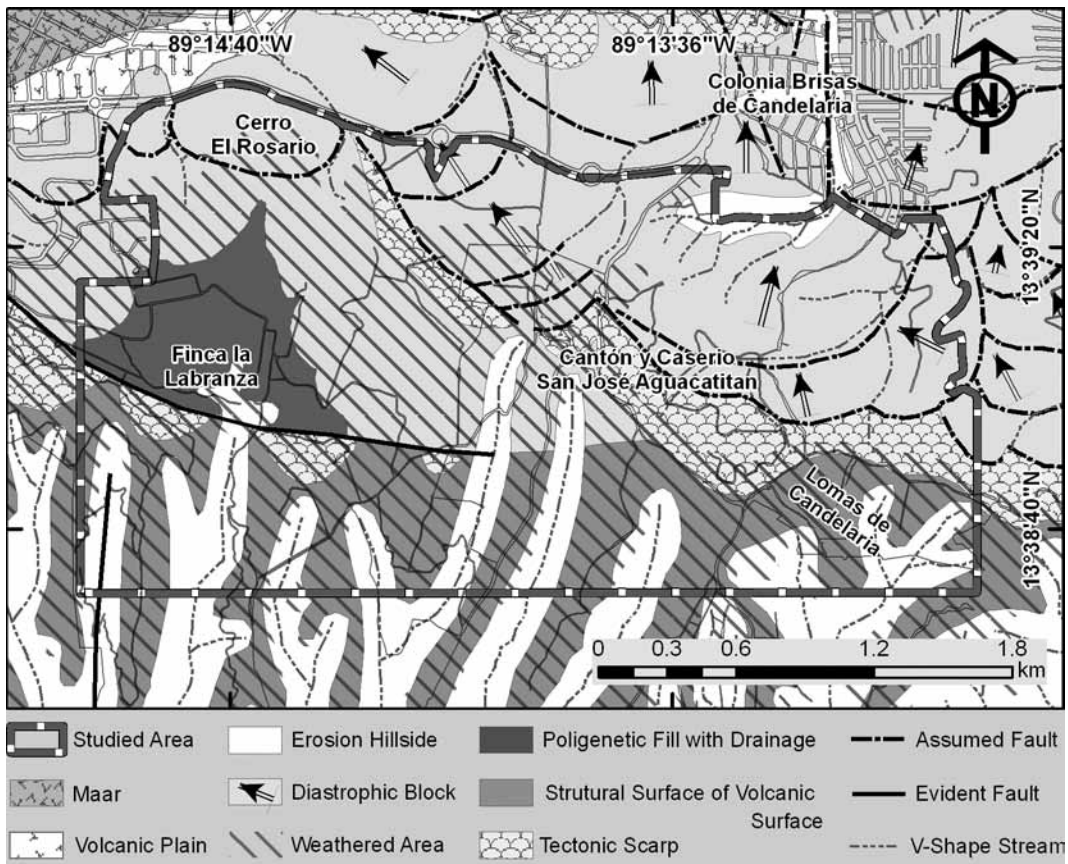 89°14'40"W
89°13'36"W
Colonia Brisas
de Candelaria
N
Cerro
El Rosario
13°39'20"N
Finca la
Labranza
Cantón y Caserio
San José Aguacatitan
Lomas de
Candelaria
13°38'40"N
0 0.3 0.6 1.2 1.8
km
Studied Area
Erosion Hillside
Poligenetic Fill with Drainage
Assumed Fault
Maar
Diastrophic Block
Strutural Surface of Volcanic
Surface
Evident Fault
Volcanic Plain
Weathered Area
Tectonic Scarp
V-Shape Stream